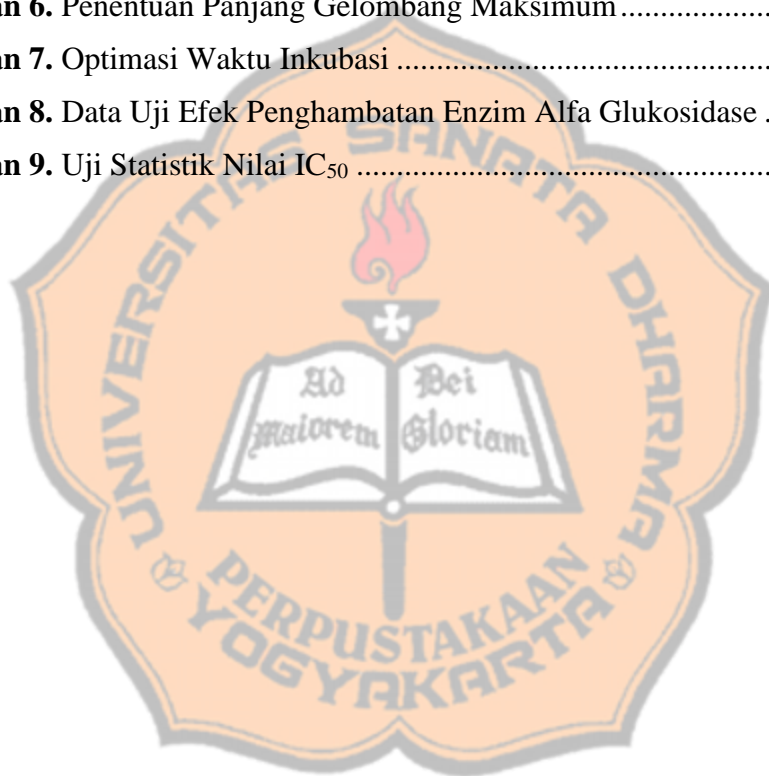 an 6. Penentuan Panjang Gelombang Maksimum....................
an 7. Optimasi Waktu Inkubasi ...............................................
an 8. Data Uji Efek Penghambatan Enzim Alfa Glukosidase .
an 9. Uji Statistik Nilai IC50 ....................................................
UNIVERSITAS SANATA DHARMA
Ad Dei
maiorem Gloriam
PERPUSTAKAAN
YOGYAKARTA